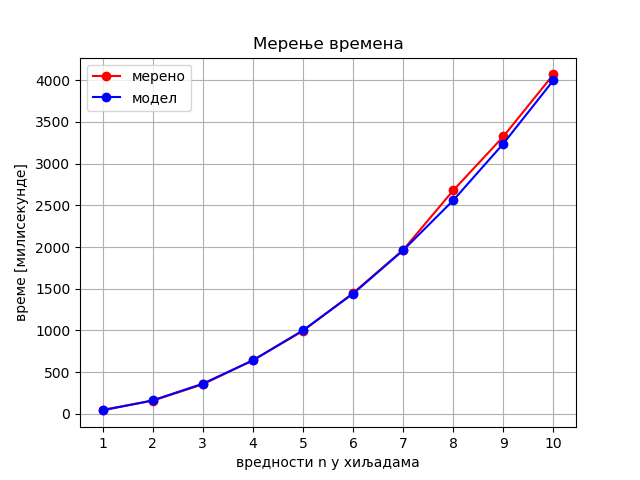 Мерење времена
мерено
модел
4000
3500
3000
2500
2000
1500
1000
500
0
време [милисекунде]
1 2 3 4 5 6 7 8 9 10
вредности n у хиљадама